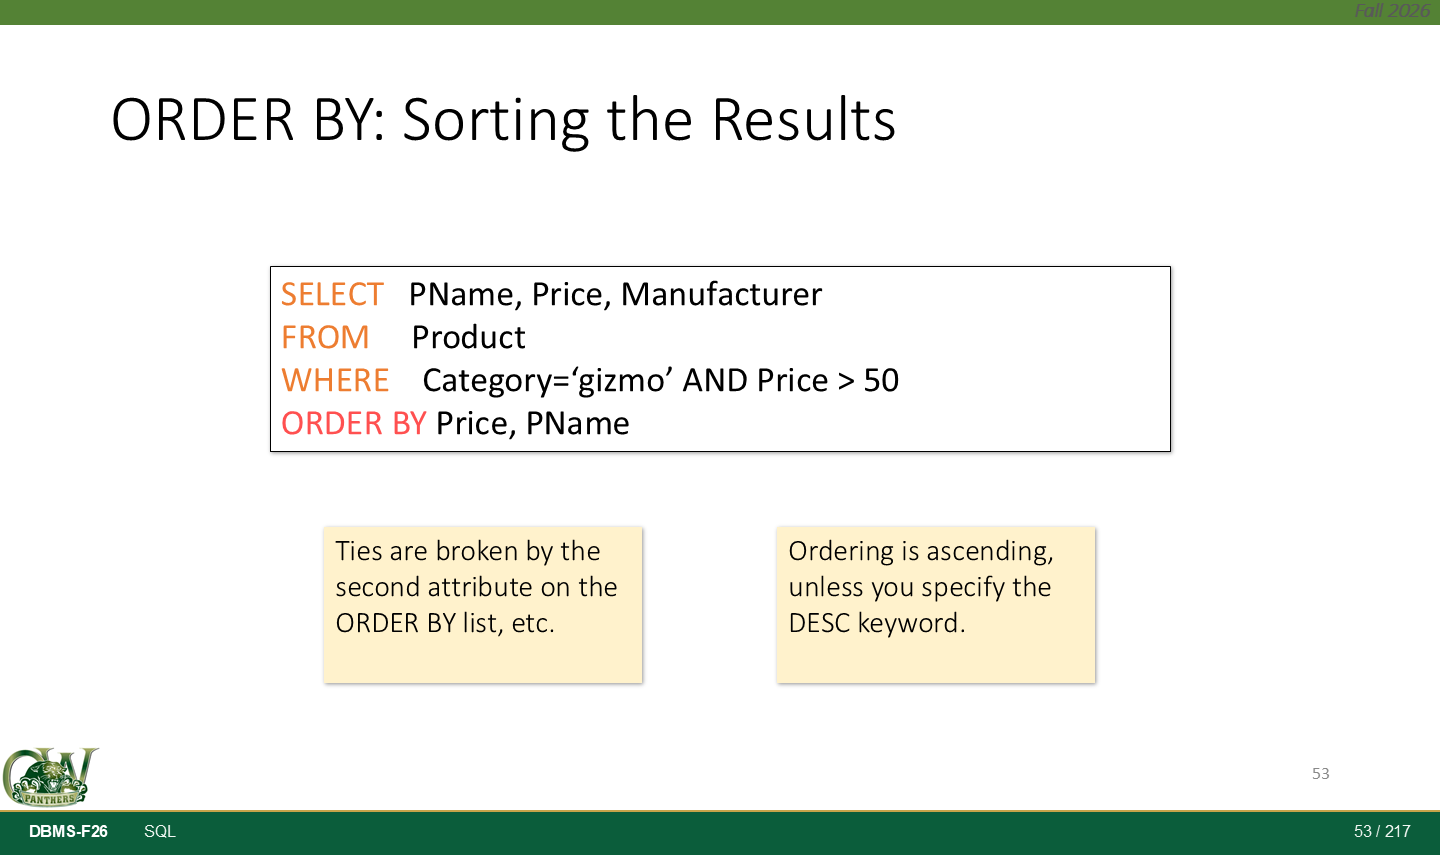 Fall 2026
ORDER BY: Sorting the Results
SELECT PName, Price, Manufacturer
FROM Product
WHERE Category=‘gizmo’ AND Price > 50
ORDER BY Price, PName
Ties are broken by the
second attribute on the
ORDER BY list, etc.
Ordering is ascending,
unless you specify the
DESC keyword.
OW
PANTHERS
53
DBMS-F26 SQL 53 / 217